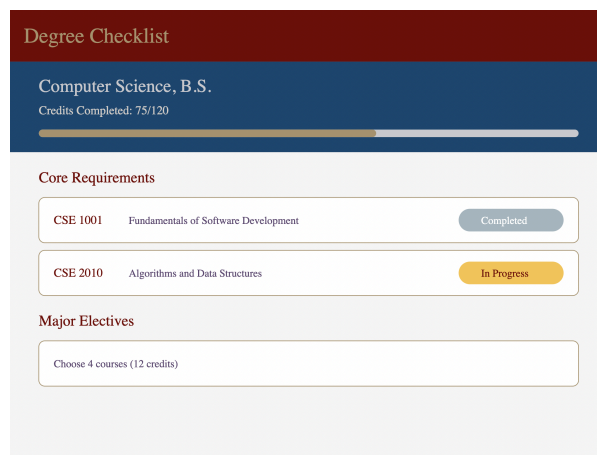 Degree Checklist
Computer Science, B.S.
Credits Completed: 75/120
Core Requirements
CSE 1001 Fundamentals of Software Development Completed
CSE 2010 Algorithms and Data Structures In Progress
Major Electives
Choose 4 courses (12 credits)